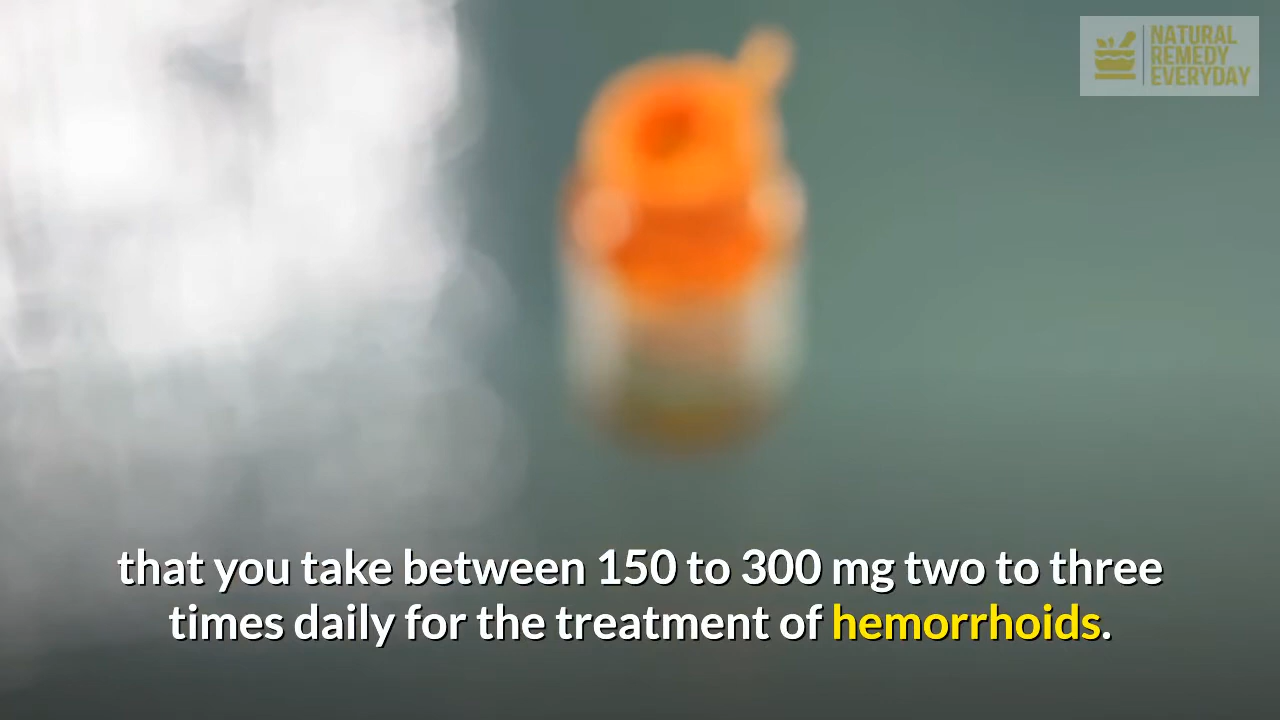 NATURAL
REMEDY
EVERYDAY
that you take between 150 to 300 mg two to three
times daily for the treatment of hemorrhoids.